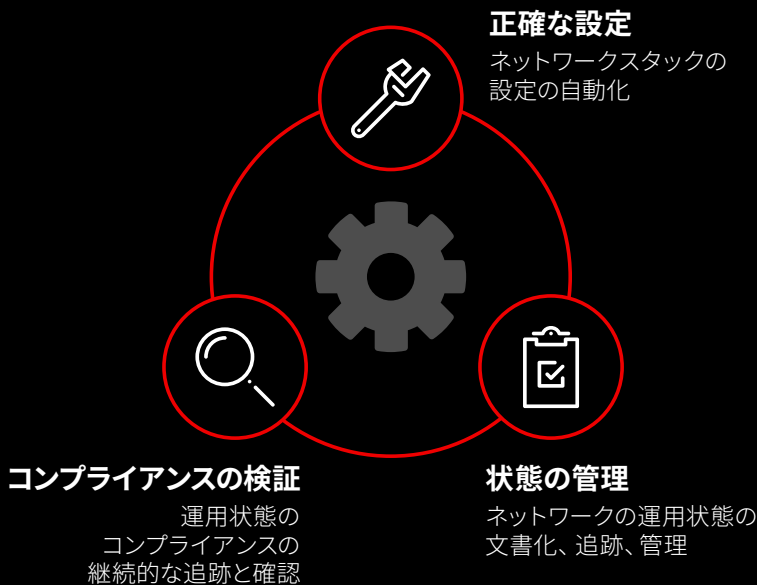 正確な設定
ネットワークスタックの
設定の自動化
コンプライアンスの検証
運用状態の
コンプライアンスの
継続的な追跡と確認
状態の管理
ネットワークの運用状態の
文書化、追跡、管理